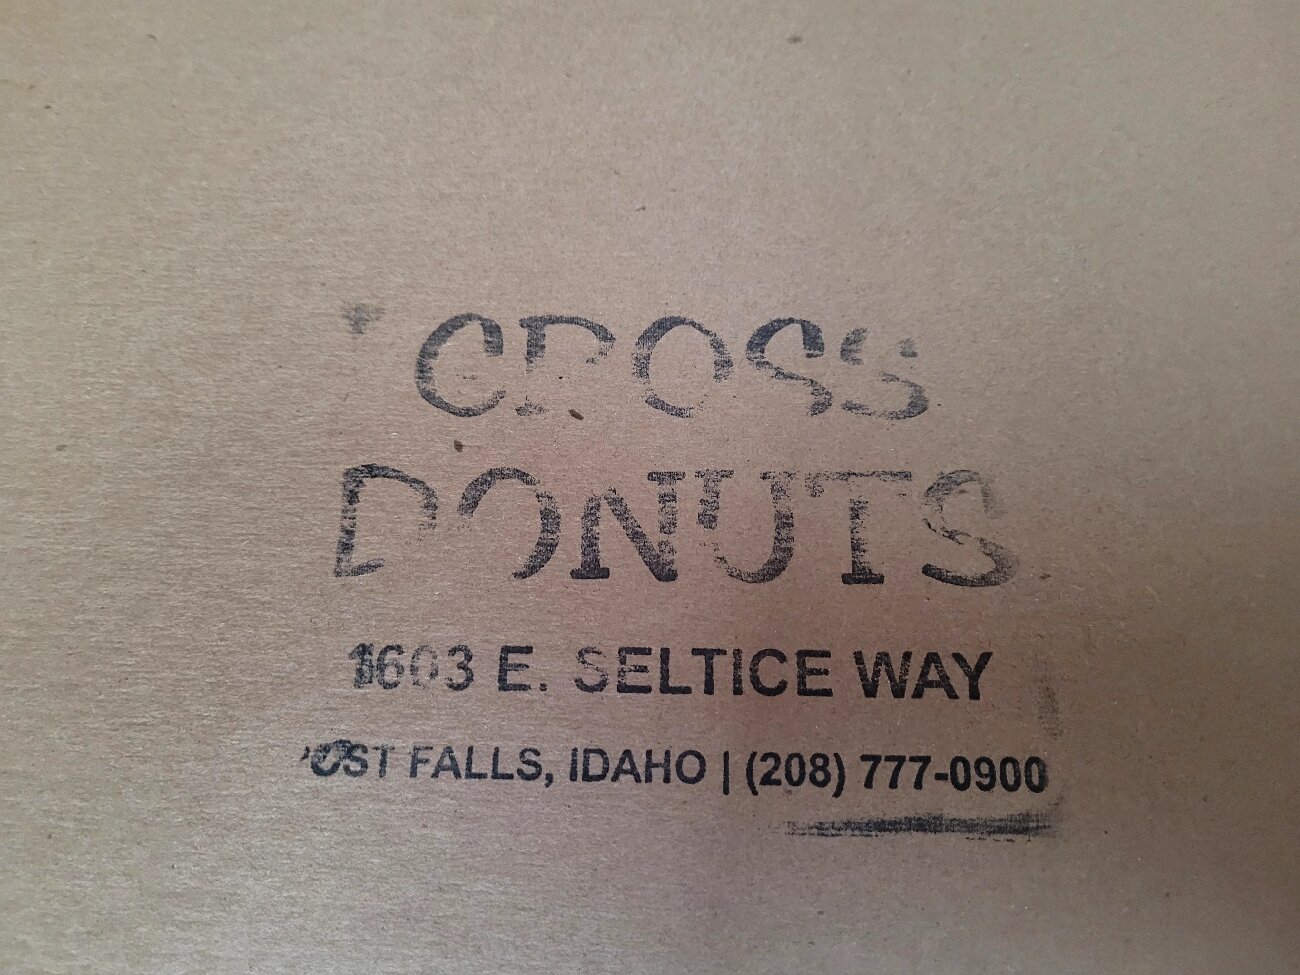 CROSS
DONUTS
1603 E. SELTICE WAY
POST FALLS, IDAHO | (208) 777-0900